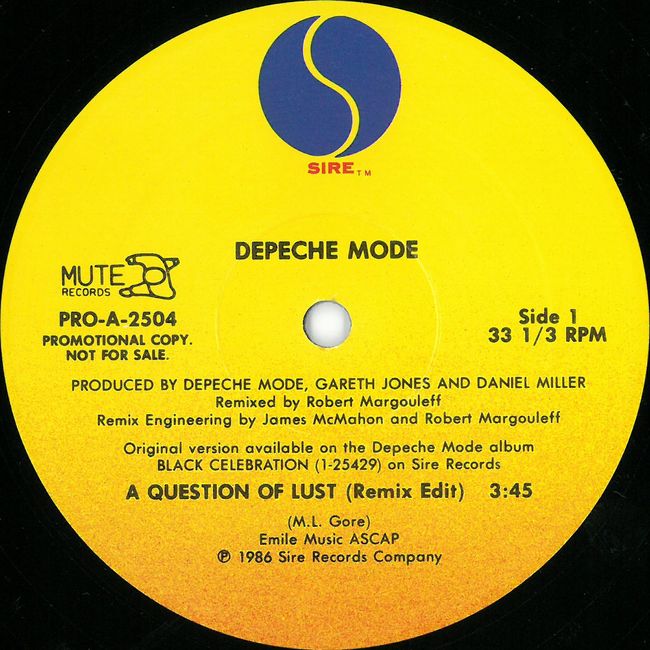 SIRE TM
DEPECHE MODE
MUTE
RECORDS
PRO-A-2504
PROMOTIONAL COPY.
NOT FOR SALE.
Side 1
33 1/3 RPM
PRODUCED BY DEPECHE MODE, GARETH JONES AND DANIEL MILLER
Remixed by Robert Margouleff
Remix Engineering by James McMahon and Robert Margouleff
Original version available on the Depeche Mode album
BLACK CELEBRATION (1-25429) on Sire Records
A QUESTION OF LUST (Remix Edit) 3:45
(M.L. Gore)
Emile Music ASCAP
℗ 1986 Sire Records Company